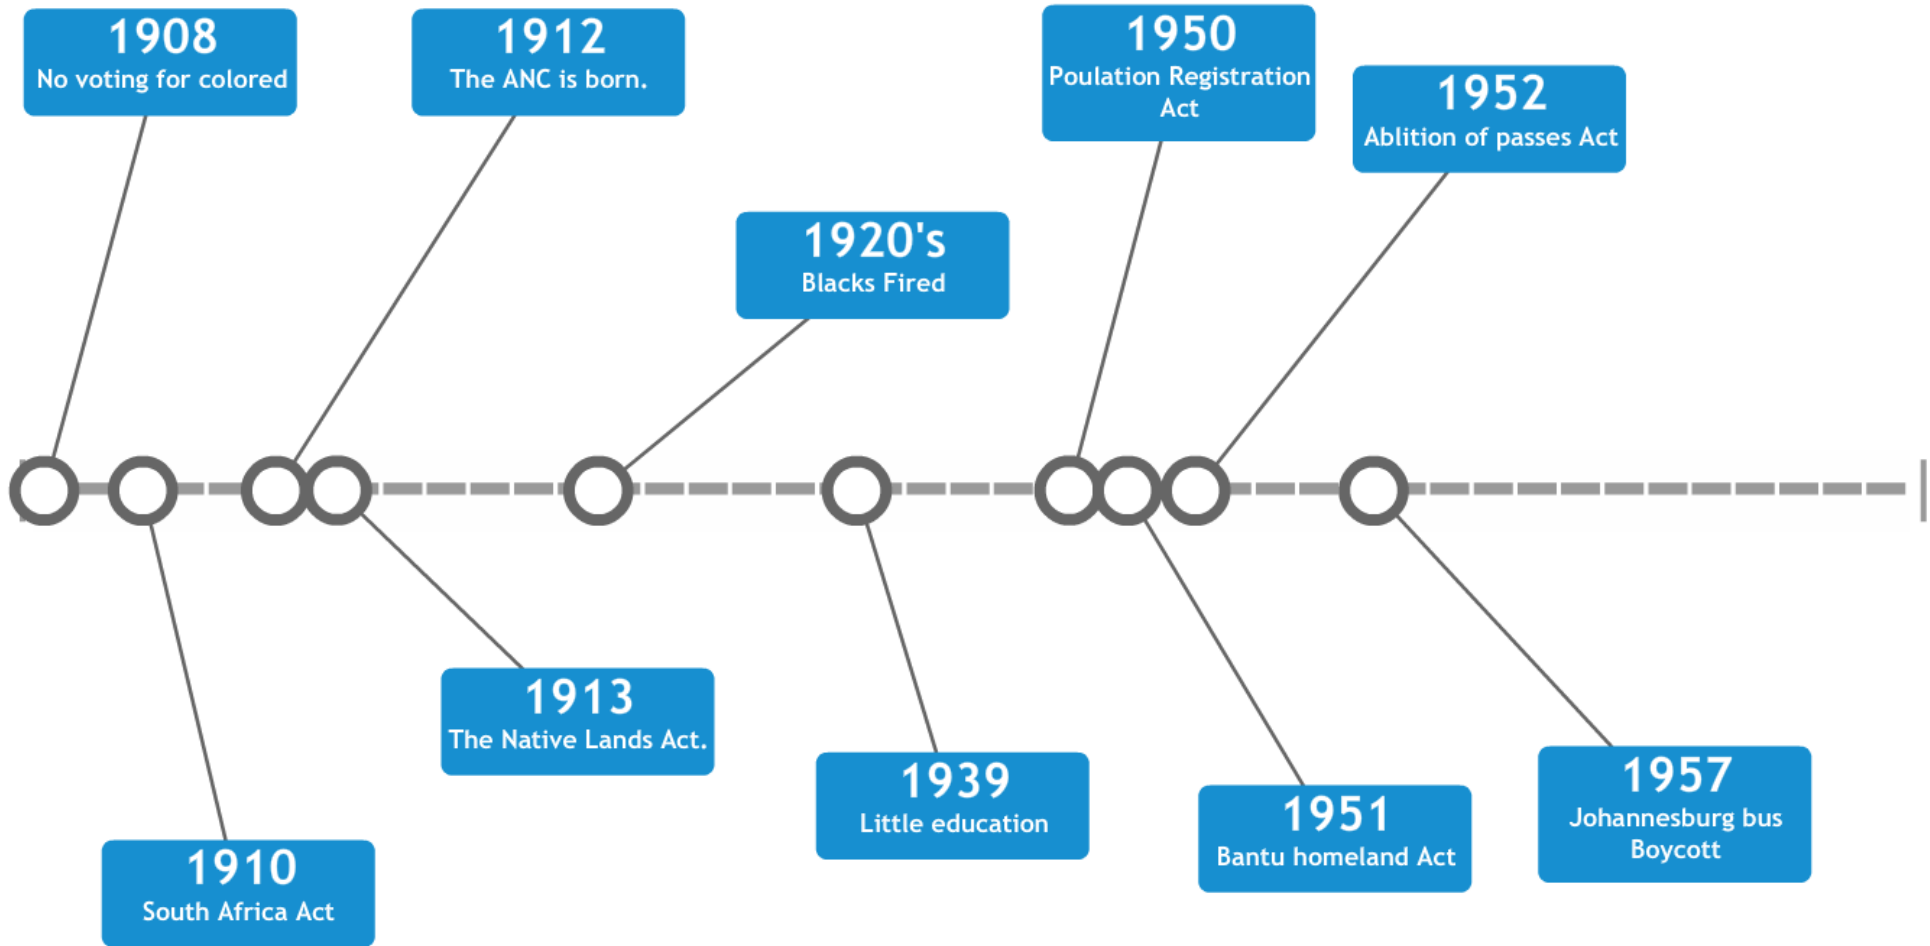 1908
No voting for colored
1912
The ANC is born.
1950
Poulation Registration
Act
1952
Ablition of passes Act
1920's
Blacks Fired
1913
The Native Lands Act.
1939
Little education
1951
Bantu homeland Act
1957
Johannesburg bus
Boycott
1910
South Africa Act